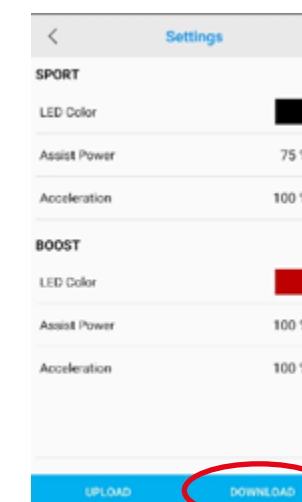 < Settings
SPORT
LED Color
Assist Power 75 %
Acceleration 100 %
BOOST
LED Color
Assist Power 100 %
Acceleration 100 %
UPLOAD DOWNLOAD